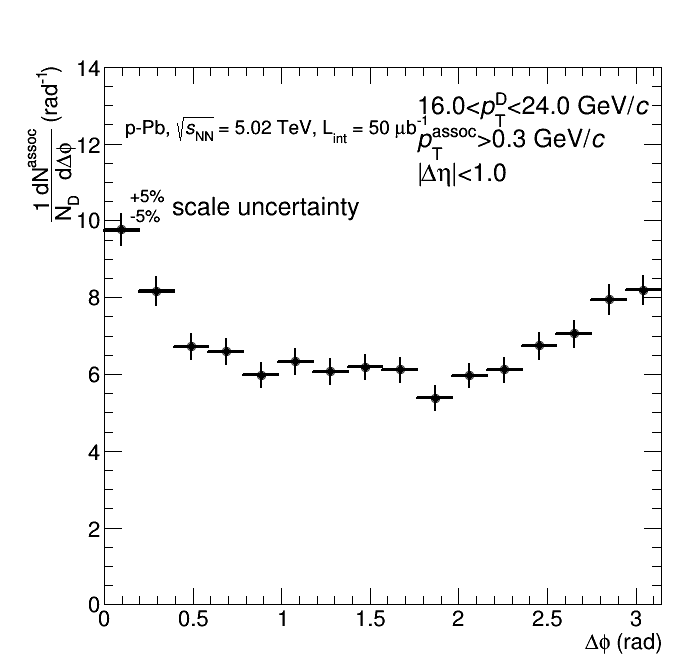 14
12
10
8
6
4
2
0
0 0.5 1 1.5 2 2.5 3
1 dN^assoc
N_D dΔϕ (rad^-1)
p-Pb, √s_NN = 5.02 TeV, L_int = 50 μb^-1
16.0<p_T^D<24.0 GeV/c
p_T^assoc>0.3 GeV/c
|Δη|<1.0
+5%
-5% scale uncertainty
Δϕ (rad)